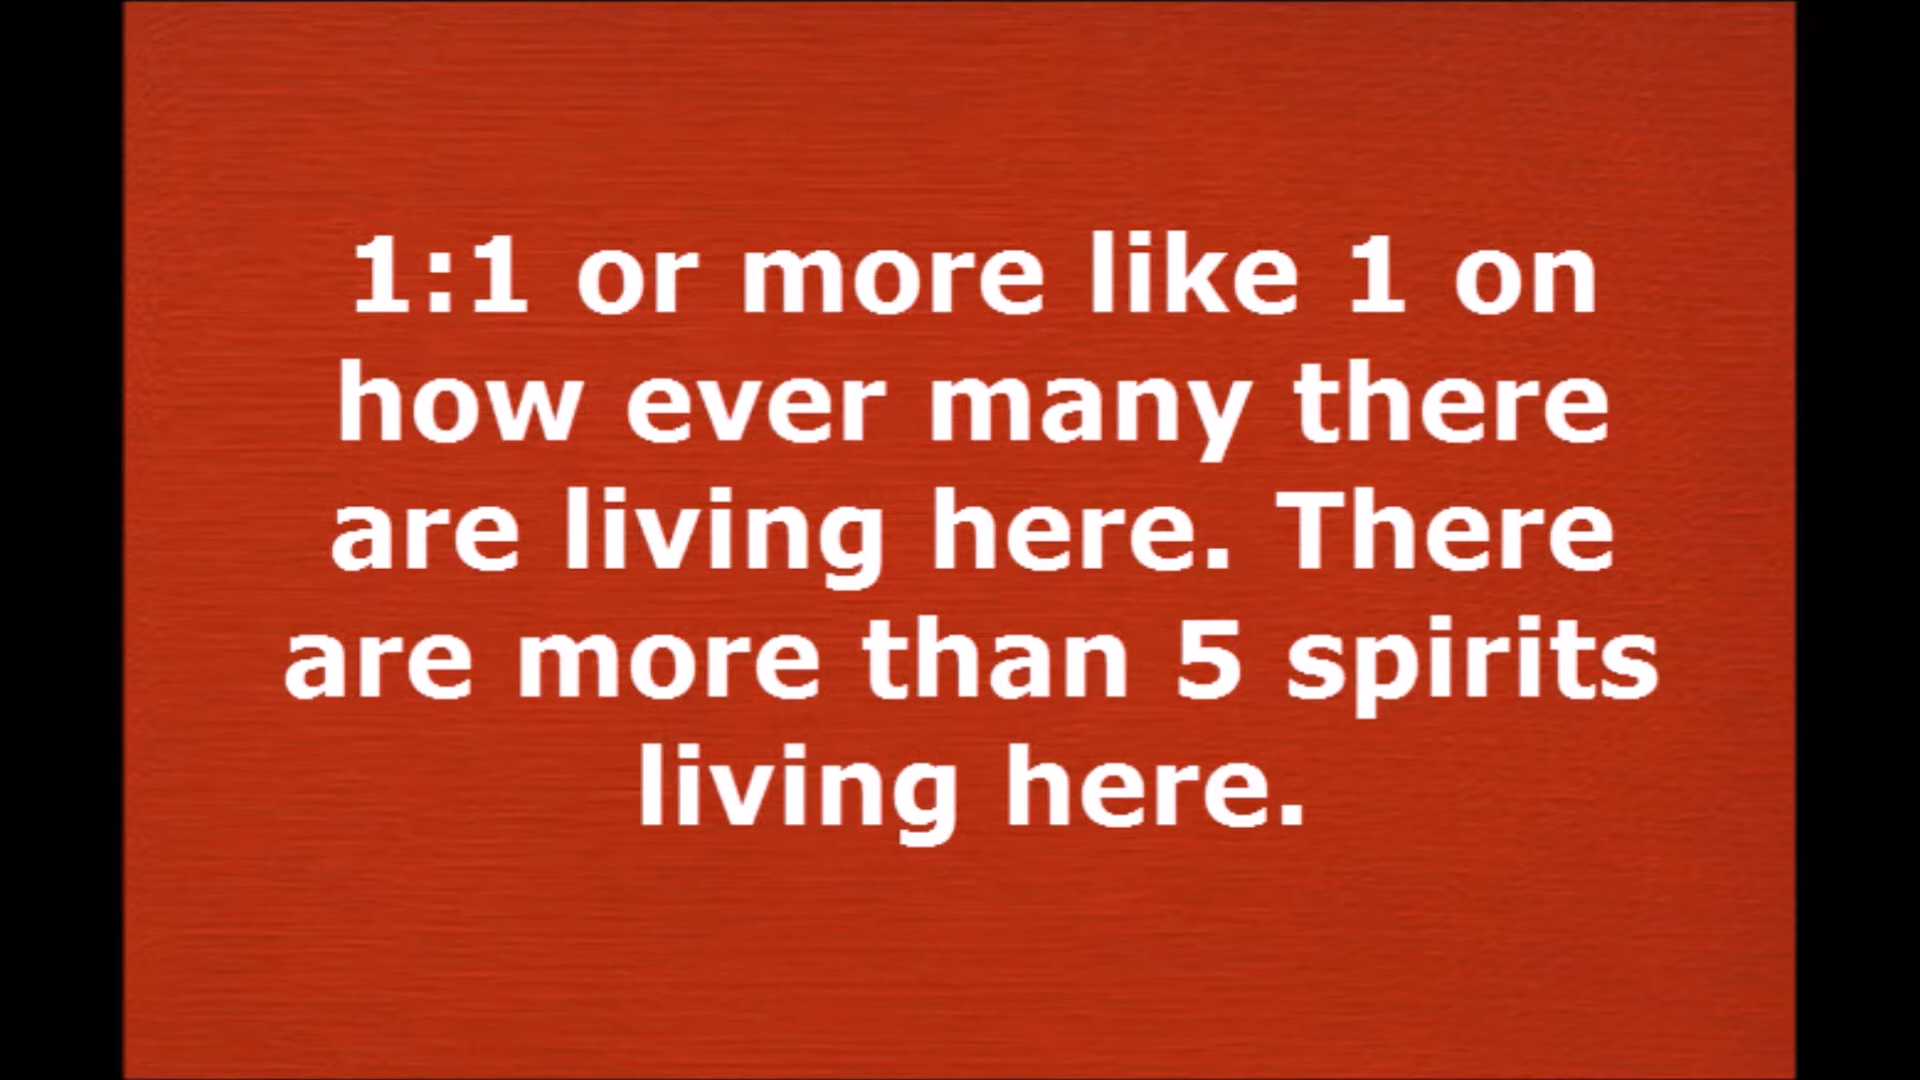 1:1 or more like 1 on
how ever many there
are living here. There
are more than 5 spirits
living here.